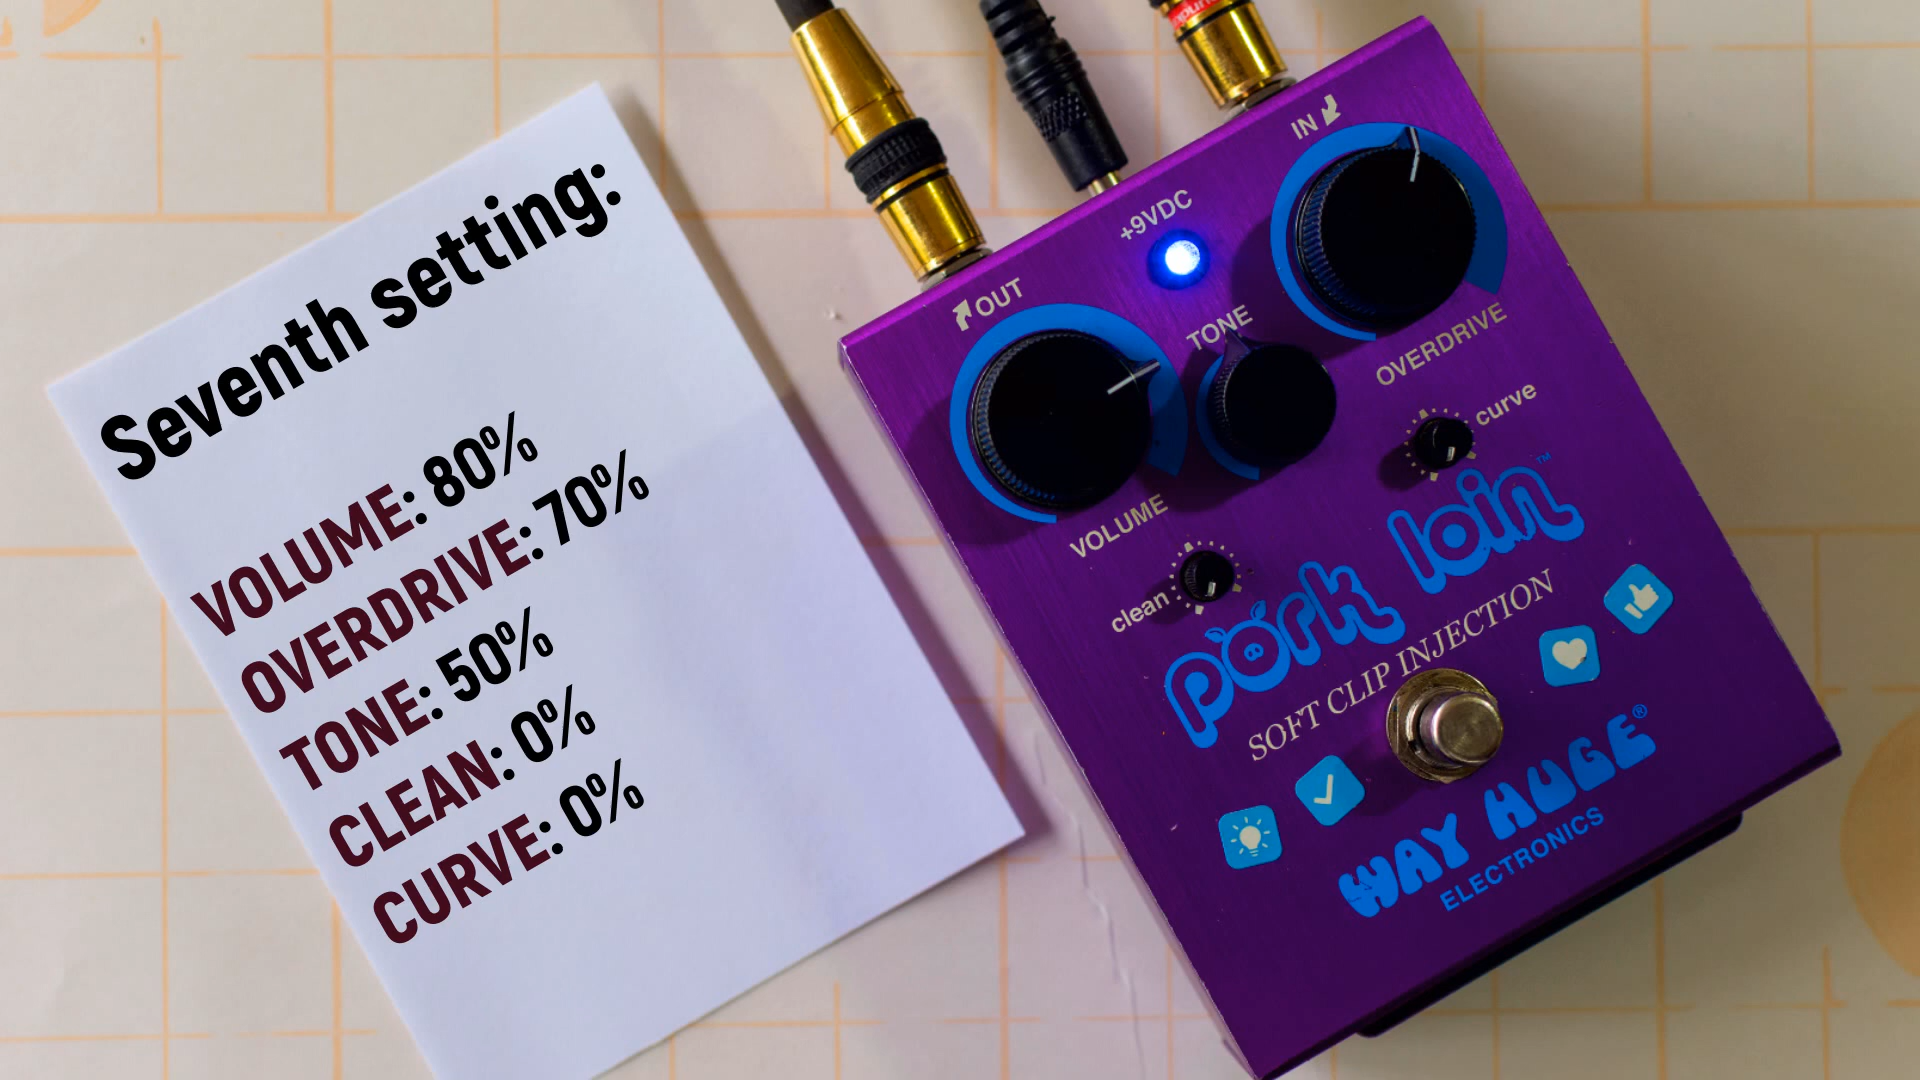 Seventh setting:
VOLUME: 80%
OVERDRIVE: 70%
TONE: 50%
CLEAN: 0%
CURVE: 0%
IN
+9VDC
OUT
TONE
OVERDRIVE
curve
VOLUME
clean
pork loin™
SOFT CLIP INJECTION
WAY HUGE®
ELECTRONICS